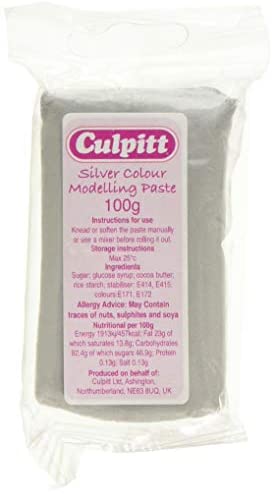 Culpitt
Silver Colour
Modelling Paste
100g
Instructions for use
Knead or soften the paste manually
or use a mixer before rolling it out.
Storage instructions
Max 25°c
Ingredients
Sugar; glucose syrup; cocoa butter;
rice starch, stabiliser: E414, E415;
colours:E171, E172
Allergy Advice: May Contain
traces of nuts, sulphites and soya
Nutritional per 100g
Energy 1913kj/457kcal; Fat 23g of
which saturates 13.8g; Carbohydrates
82.4g of which sugars 46.9g; Protein
0.13g; Salt 0.13g
Produced on behalf of:
Culpitt Ltd, Ashington,
Northumberland, NE63 8UQ, UK